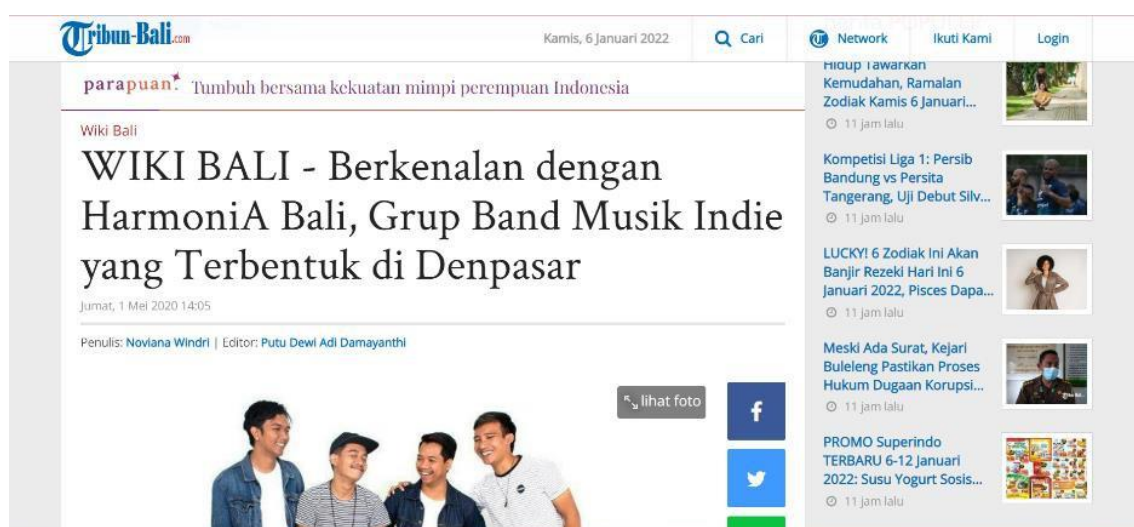 Tribun-Bali.com
Kamis, 6 Januari 2022
Cari
Network
Ikuti Kami
Login
parapuan
Tumbuh bersama kekuatan mimpi perempuan Indonesia
Wiki Bali
WIKI BALI - Berkenalan dengan
HarmoniA Bali, Grup Band Musik Indie
yang Terbentuk di Denpasar
Jumat, 1 Mei 2020 14:05
Penulis: Noviana Windri | Editor: Putu Dewi Adi Damayanthi
lihat foto
Hidup Tawarkan
Kemudahan, Ramalan
Zodiak Kamis 6 Januari...
11 jam lalu
Kompetisi Liga 1: Persib
Bandung vs Persita
Tangerang, Uji Debut Silv...
11 jam lalu
LUCKY! 6 Zodiak Ini Akan
Banjir Rezeki Hari Ini 6
Januari 2022, Pisces Dapa...
11 jam lalu
Meski Ada Surat, Kejari
Buleleng Pastikan Proses
Hukum Dugaan Korupsi...
11 jam lalu
PROMO Superindo
TERBARU 6-12 Januari
2022: Susu Yogurt Sosis...
11 jam lalu